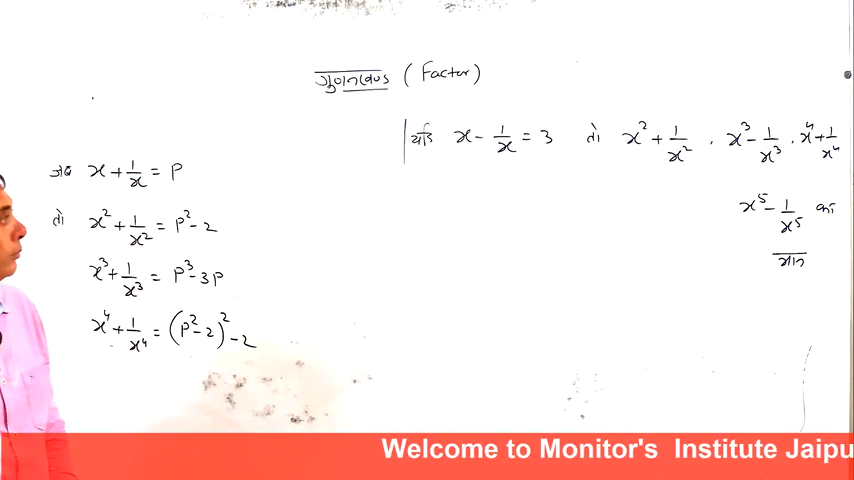 गुणनखण्ड (Factor)
जब x + 1/x = P
तो x² + 1/x² = P² - 2
x³ + 1/x³ = P³ - 3P
x⁴ + 1/x⁴ = (P² - 2)² - 2
यदि x - 1/x = 3 तो x² + 1/x² , x³ - 1/x³ , x⁴ + 1/x⁴
x⁵ - 1/x⁵ का
मान
Welcome to Monitor's Institute Jaipu